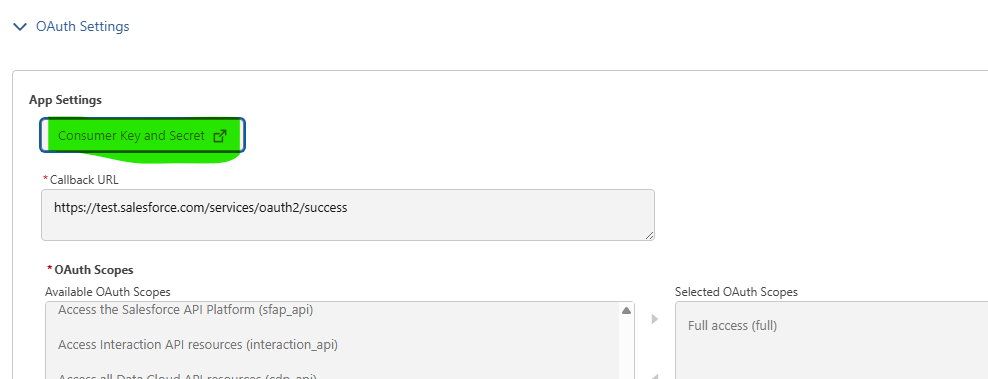 OAuth Settings
App Settings
Consumer Key and Secret
* Callback URL
https://test.salesforce.com/services/oauth2/success
* OAuth Scopes
Available OAuth Scopes
Selected OAuth Scopes
Access the Salesforce API Platform (sfap_api)
Full access (full)
Access Interaction API resources (interaction_api)
Access all Data Cloud API resources (cdp_api)